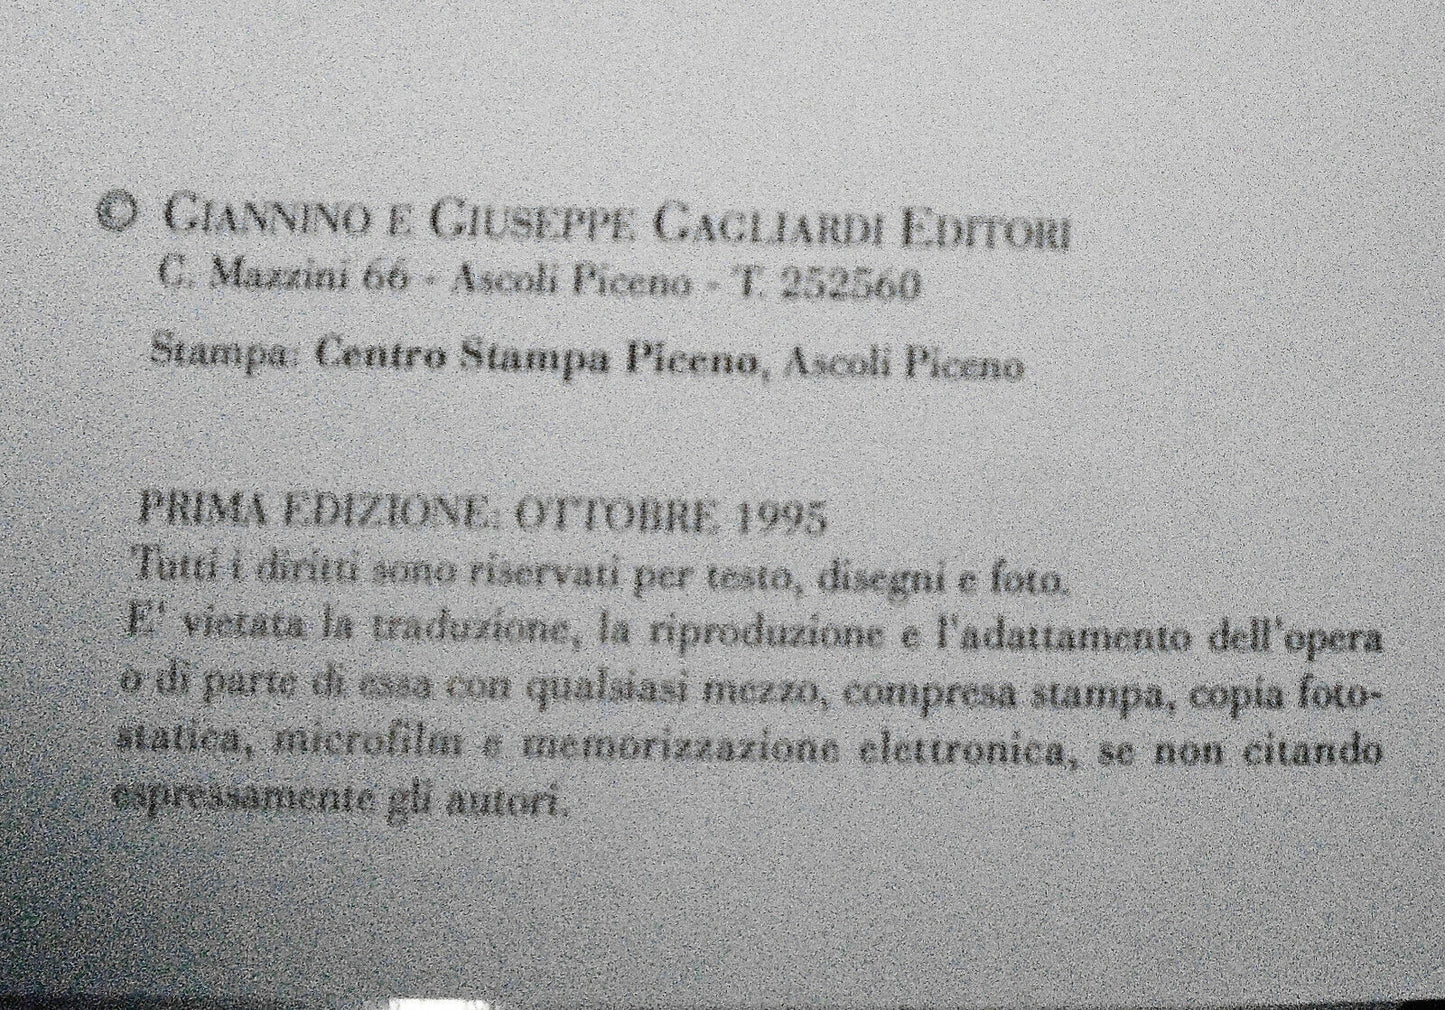 © GIANNINO E GIUSEPPE GAGLIARDI EDITORI
C. Mazzini 66 - Ascoli Piceno - T. 252560
Stampa: Centro Stampa Piceno, Ascoli Piceno
PRIMA EDIZIONE: OTTOBRE 1995
Tutti i diritti sono riservati per testo, disegni e foto.
E' vietata la traduzione, la riproduzione e l'adattamento dell'opera
o di parte di essa con qualsiasi mezzo, compresa stampa, copia foto-
statica, microfilm e memorizzazione elettronica, se non citando
espressamente gli autori.